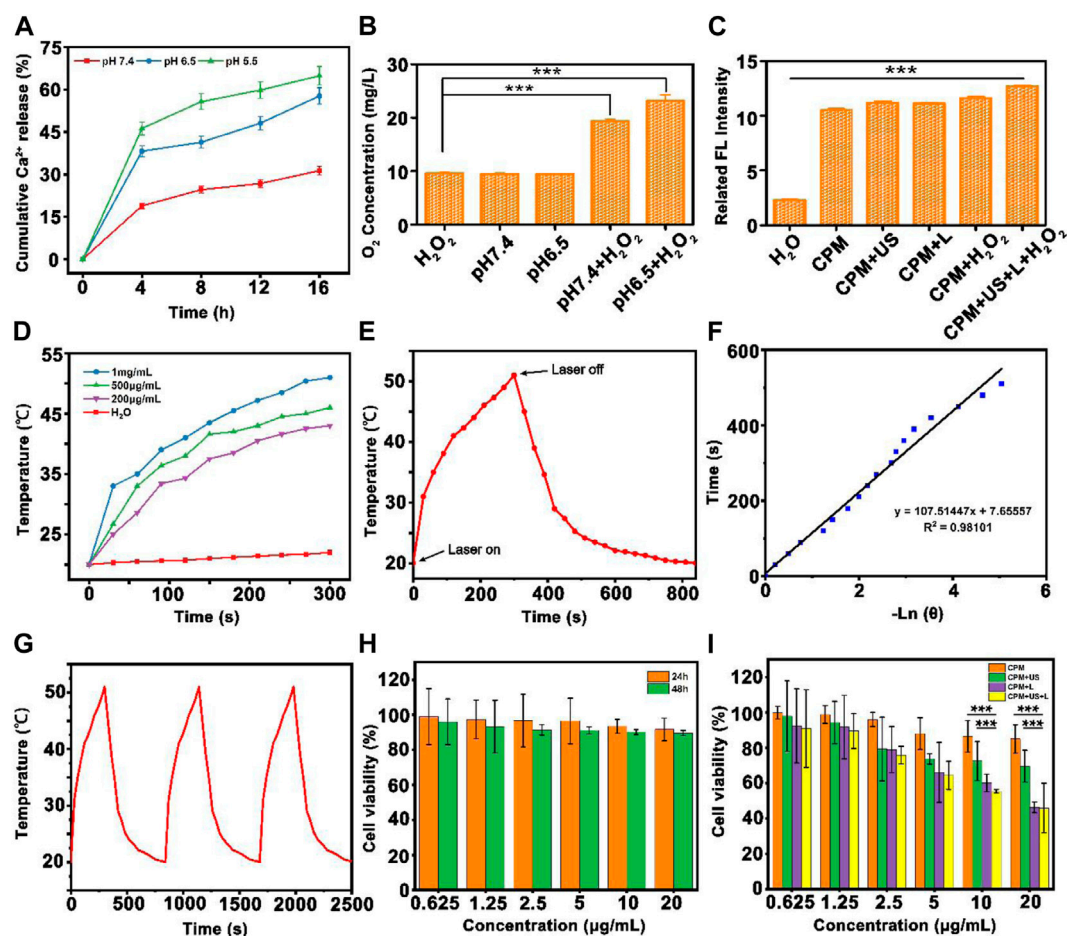 A
Cumulative Ca²⁺ release (%)
75
60
45
30
15
0
pH 7.4 pH 6.5 pH 5.5
0 4 8 12 16
Time (h)
B
O₂ Concentration (mg/L)
30
20
10
0
***
***
H₂O₂
pH7.4
pH6.5
pH7.4+H₂O₂
pH6.5+H₂O₂
C
Related FL Intensity
15
10
5
0
***
H₂O
CPM
CPM+US
CPM+L
CPM+H₂O₂
CPM+US+L+H₂O₂
D
Temperature (℃)
55
45
35
25
1mg/mL
500μg/mL
200μg/mL
H₂O
0 100 200 300
Time (s)
E
Temperature (℃)
60
50
40
30
20
Laser off
Laser on
0 200 400 600 800
Time (s)
F
Time (s)
600
400
200
0
y = 107.51447x + 7.65557
R² = 0.98101
0 2 4 6
-Ln (θ)
G
Temperature (℃)
50
40
30
20
0 500 1000 1500 2000 2500
Time (s)
H
Cell viability (%)
120
100
80
60
40
20
0
24h
48h
0.625 1.25 2.5 5 10 20
Concentration (μg/mL)
I
Cell viability (%)
120
100
80
60
40
20
0
CPM
CPM+US
CPM+L
CPM+US+L
***
***
***
***
0.625 1.25 2.5 5 10 20
Concentration (μg/mL)